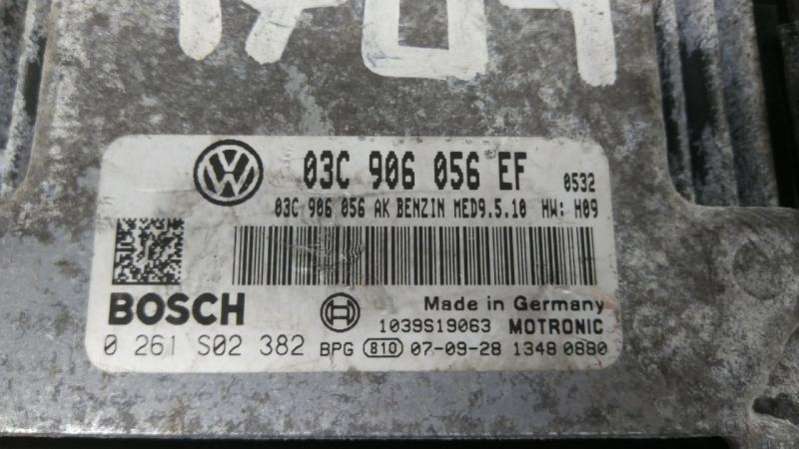 03C 906 056 EF 0532
03C 906 056 AK BENZIN MED9.5.10 HW: H09
BOSCH
Made in Germany
1039S19063 MOTRONIC
0 261 S02 382 BPG 810 07-09-28 1348 0880